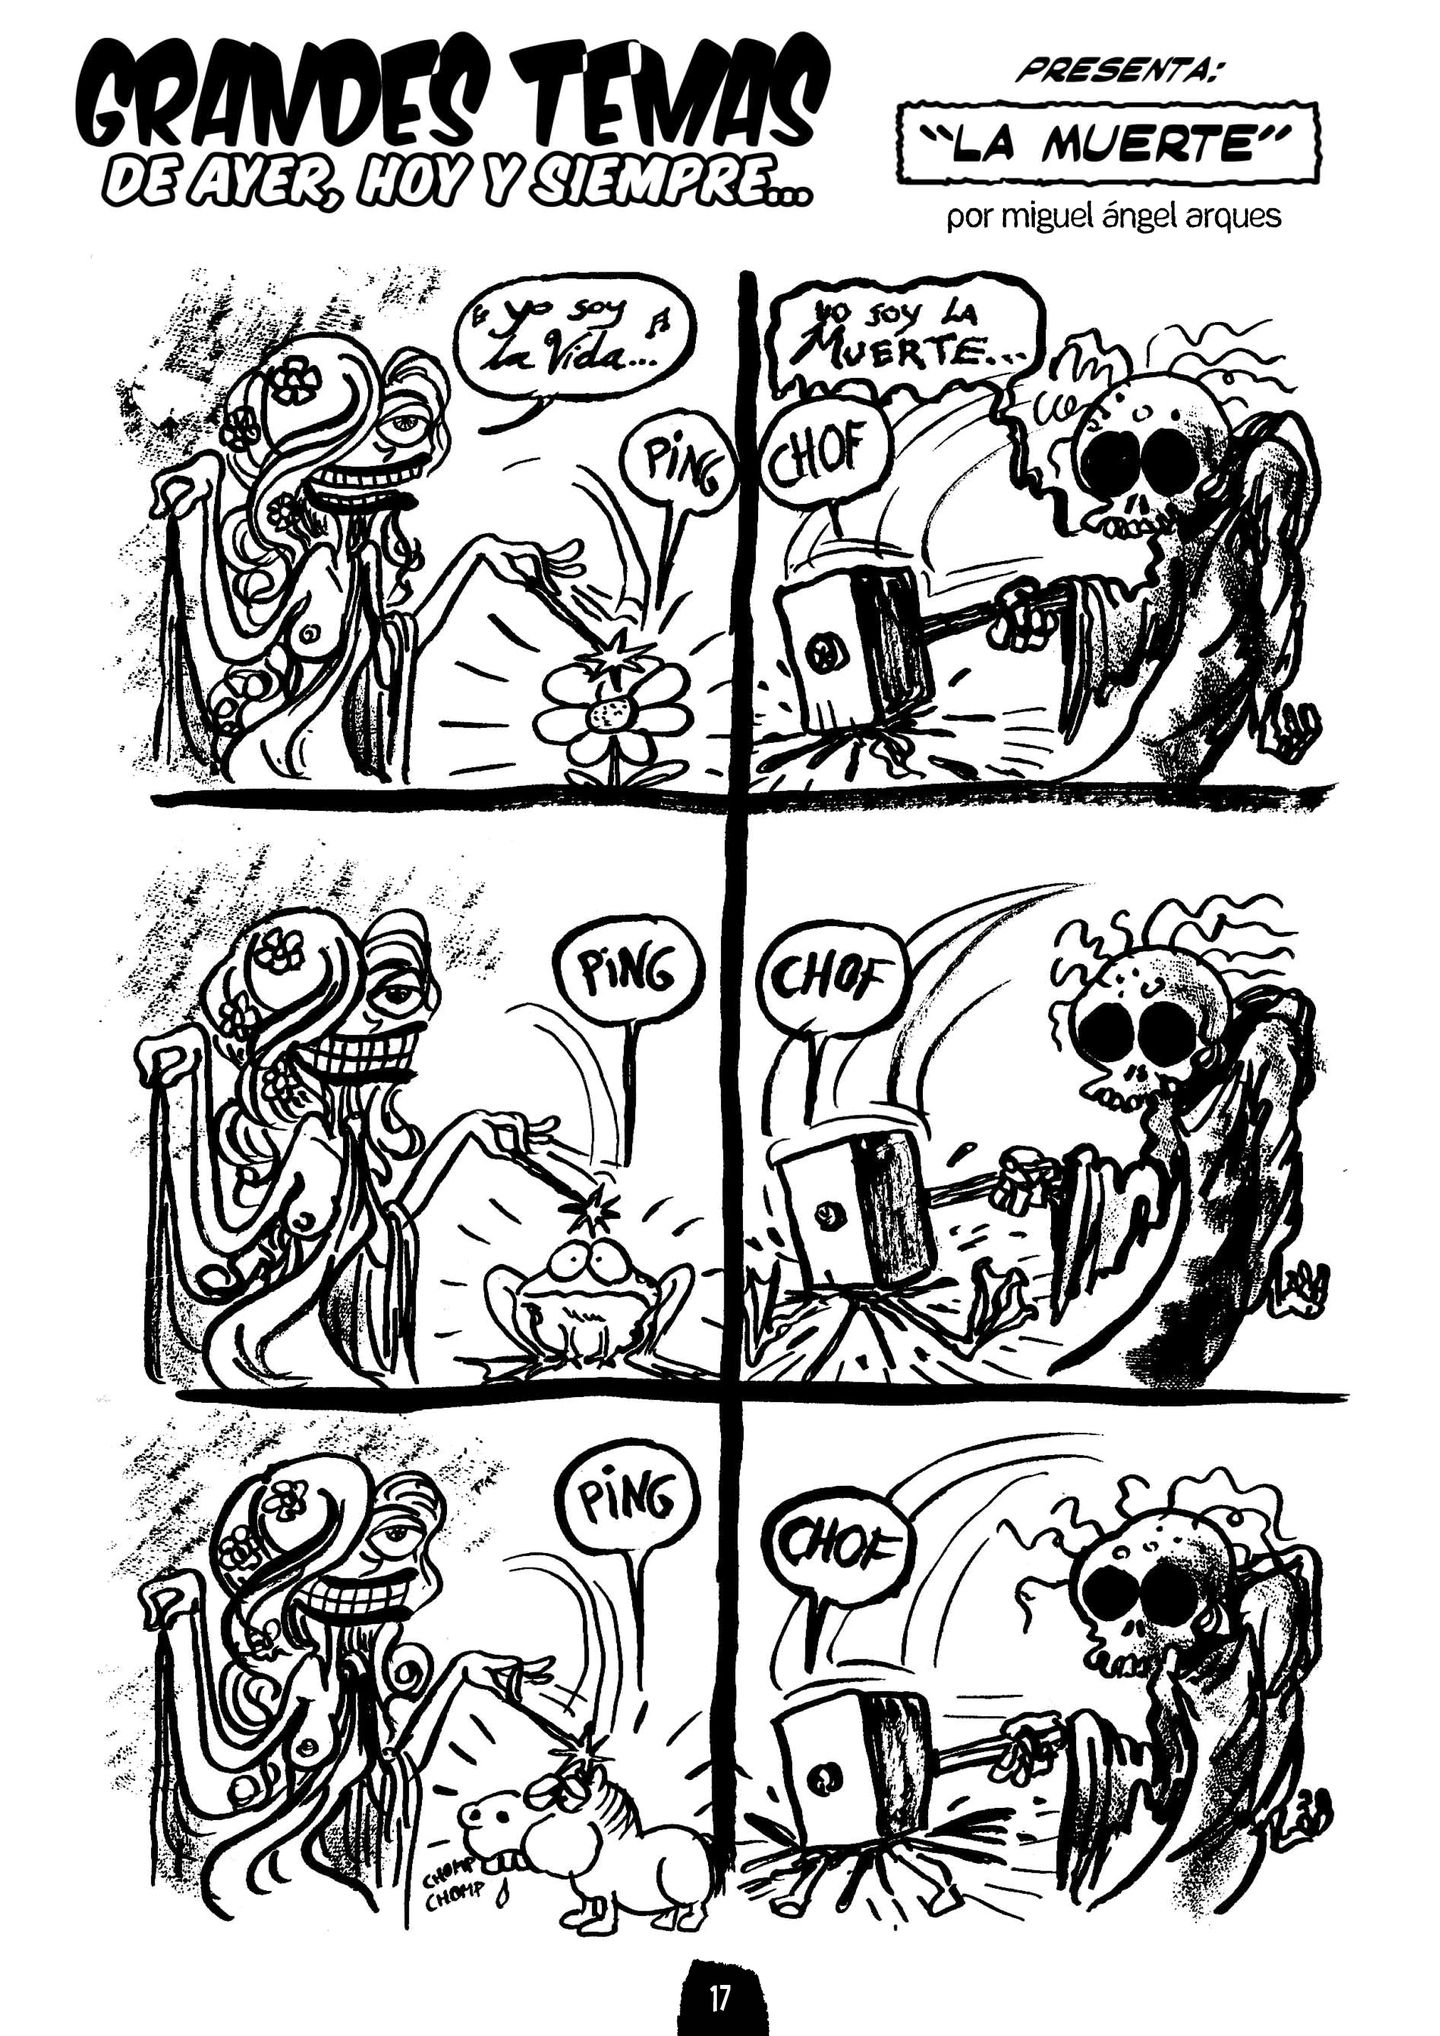 GRANDES TEMAS
DE AYER, HOY Y SIEMPRE...
PRESENTA:
"LA MUERTE"
por miguel ángel arques
yo soy
la Vida...
PING
YO SOY LA
MUERTE...
CHOF
PING
CHOF
PING
CHOMP
CHOMP
CHOF
17